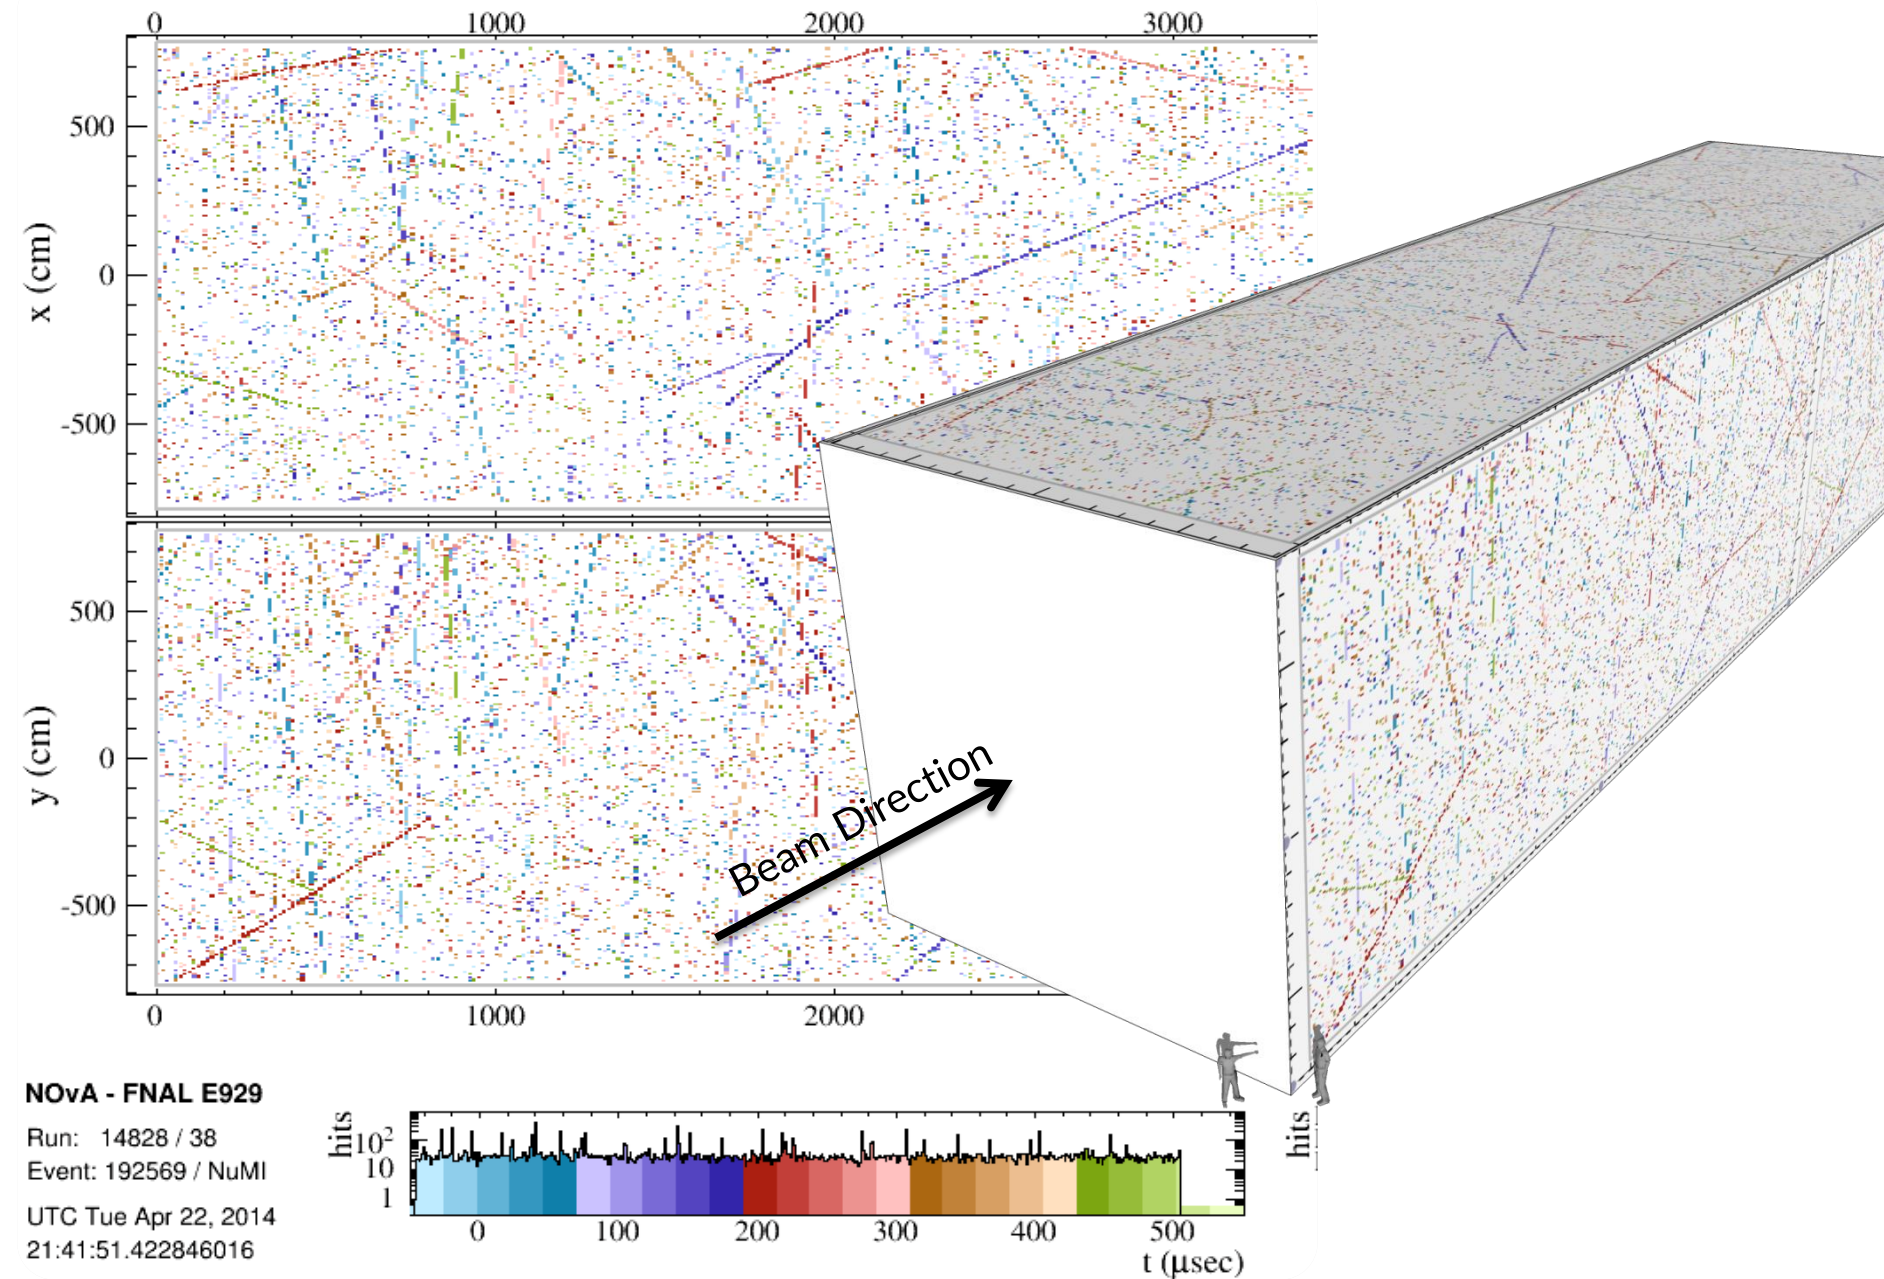 0 1000 2000 3000
500
0
-500
x (cm)
500
0
-500
y (cm)
Beam Direction
0 1000 2000
NOvA - FNAL E929
Run: 14828 / 38
Event: 192569 / NuMI
UTC Tue Apr 22, 2014
21:41:51.422846016
hits
10²
10
1
0 100 200 300 400 500
t (μsec)
hits